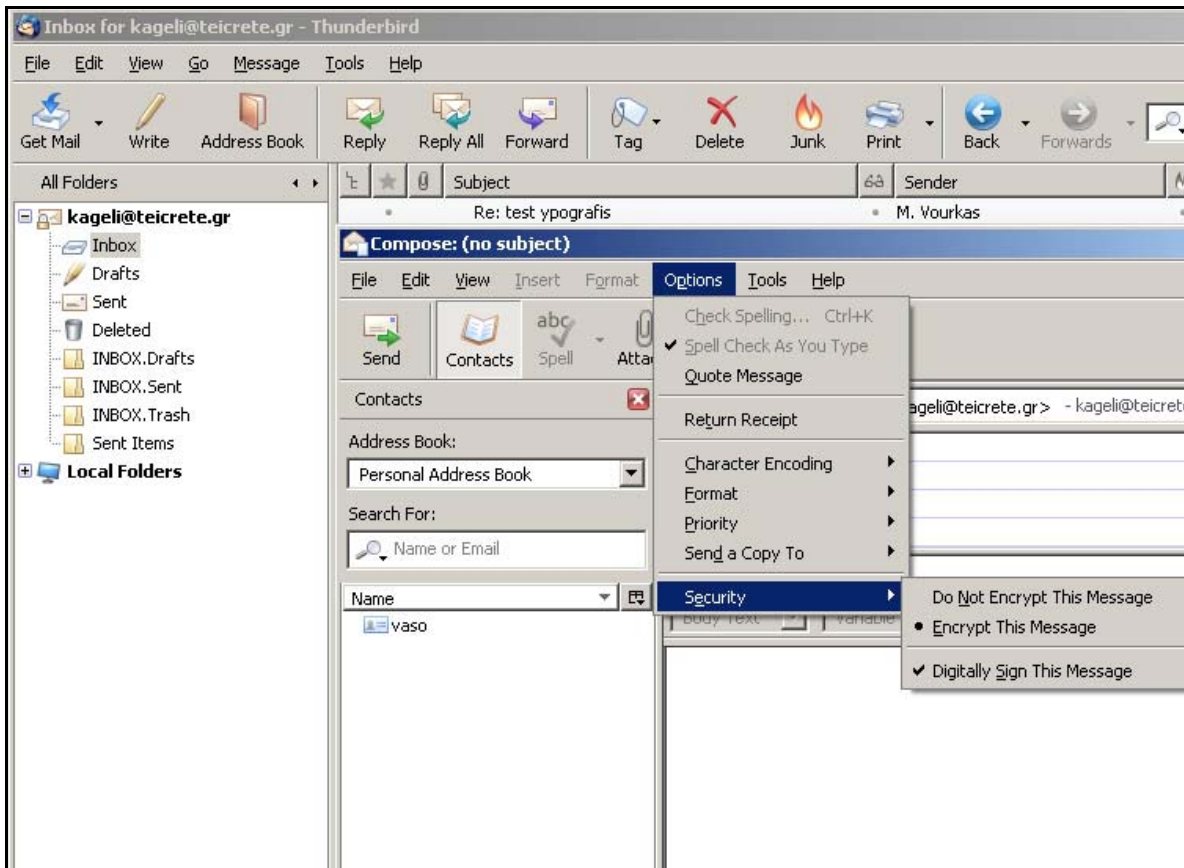 Inbox for kageli@teicrete.gr - Thunderbird
File Edit View Go Message Tools Help
Get Mail Write Address Book Reply Reply All Forward Tag Delete Junk Print Back Forwards
All Folders
Subject Sender
kageli@teicrete.gr
Re: test ypografis M. Vourkas
Inbox
Drafts
Sent
Deleted
INBOX.Drafts
INBOX.Sent
INBOX.Trash
Sent Items
Local Folders
Compose: (no subject)
File Edit View Insert Format Options Tools Help
Send Contacts Spell
Contacts
Address Book:
Personal Address Book
Search For:
Name or Email
Name
vaso
Check Spelling... Ctrl+K
Spell Check As You Type
Quote Message
Return Receipt
Character Encoding
Format
Priority
Send a Copy To
Security
Do Not Encrypt This Message
Encrypt This Message
Digitally Sign This Message
ageli@teicrete.gr> - kageli@teicret